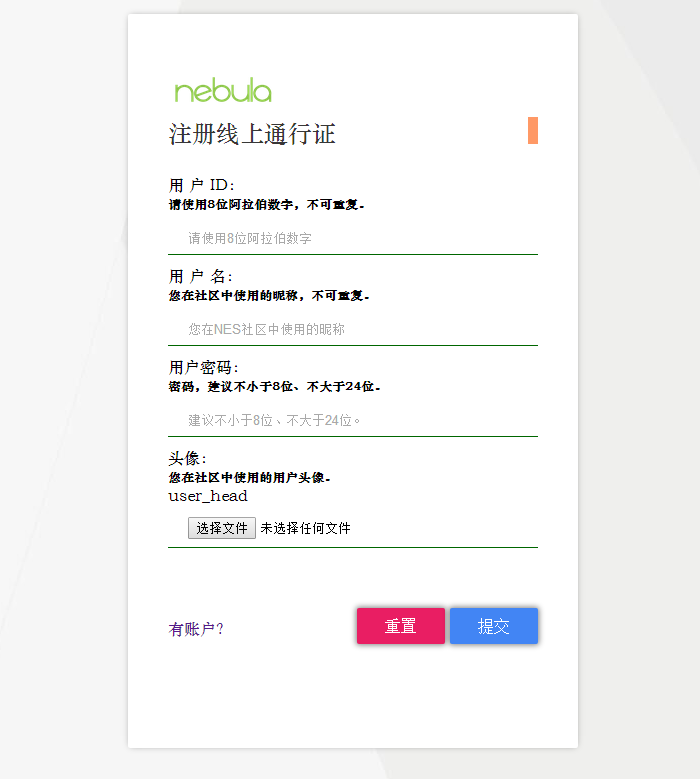 nebula
注册线上通行证
用 户 ID：
请使用8位阿拉伯数字，不可重复。
请使用8位阿拉伯数字
用 户 名：
您在社区中使用的昵称，不可重复。
您在NES社区中使用的昵称
用户密码：
密码，建议不小于8位、不大于24位。
建议不小于8位、不大于24位。
头像：
您在社区中使用的用户头像。
user_head
选择文件 未选择任何文件
有账户？ 重置 提交